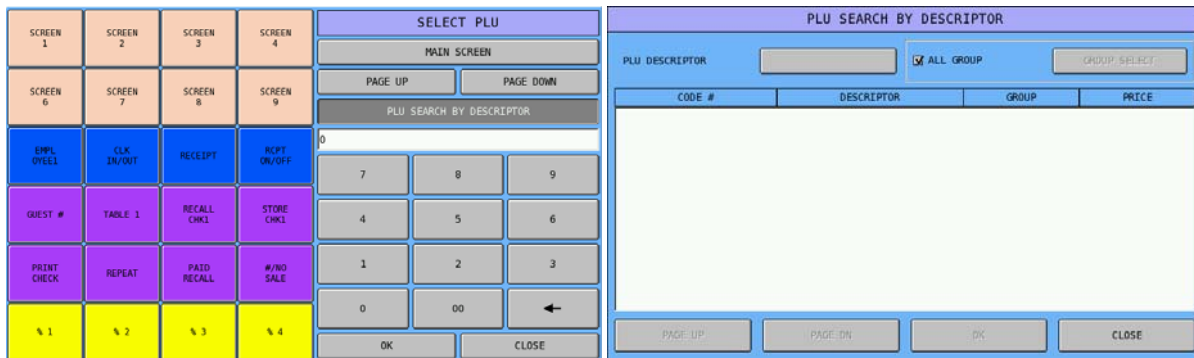 SCREEN 1
SCREEN 2
SCREEN 3
SCREEN 4
SCREEN 6
SCREEN 7
SCREEN 8
SCREEN 9
EMPL OYEE1
CLK IN/OUT
RECEIPT
RCPT ON/OFF
GUEST #
TABLE 1
RECALL CHK1
STORE CHK1
PRINT CHECK
REPEAT
PAID RECALL
#/NO SALE
% 1
% 2
% 3
% 4
SELECT PLU
MAIN SCREEN
PAGE UP
PAGE DOWN
PLU SEARCH BY DESCRIPTOR
0
7 8 9
4 5 6
1 2 3
0 00 ←
OK
CLOSE
PLU SEARCH BY DESCRIPTOR
PLU DESCRIPTOR
ALL GROUP
GROUP SELECT
CODE # DESCRIPTOR GROUP PRICE
PAGE UP
PAGE DN
OK
CLOSE